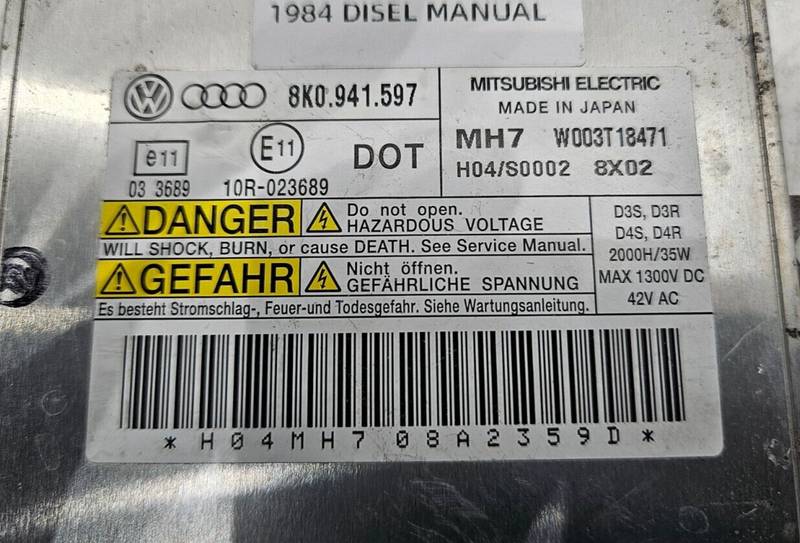 1984 DISEL MANUAL
8K0.941.597
MITSUBISHI ELECTRIC
MADE IN JAPAN
MH7 W003T18471
H04/S0002 8X02
e11 E11 DOT
03 3689 10R-023689
DANGER Do not open.
HAZARDOUS VOLTAGE
WILL SHOCK, BURN, or cause DEATH. See Service Manual.
GEFAHR Nicht öffnen.
GEFÄHRLICHE SPANNUNG
Es besteht Stromschlag-, Feuer-und Todesgefahr. Siehe Wartungsanleitung.
D3S, D3R
D4S, D4R
2000H/35W
MAX 1300V DC
42V AC
*H04MH708A2359D*